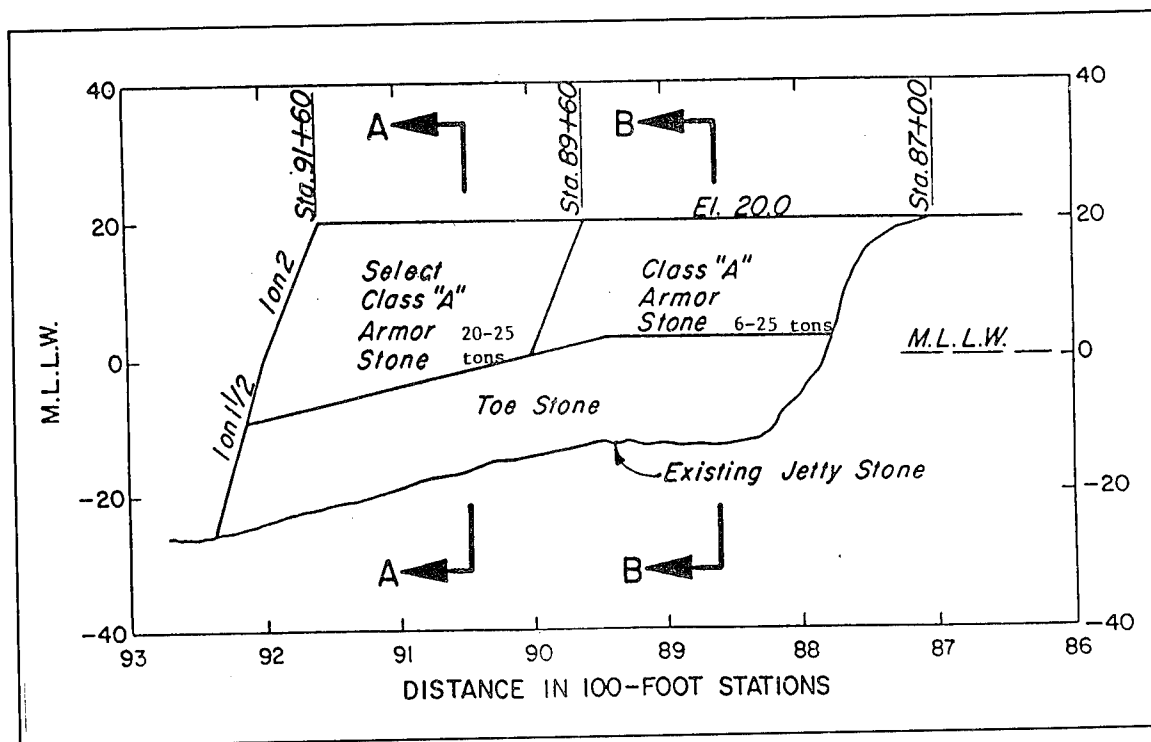 40
20
0
-20
-40
M.L.L.W.
Sta. 91+60
A
Sta. 89+60
B
Sta. 87+00
El. 20.0
40
20
0
-20
-40
1 on 2
1 on 1 1/2
Select
Class "A"
Armor 20-25
Stone tons
Class "A"
Armor
Stone 6-25 tons
M.L.L.W.
Toe Stone
Existing Jetty Stone
A
B
93 92 91 90 89 88 87 86
DISTANCE IN 100-FOOT STATIONS